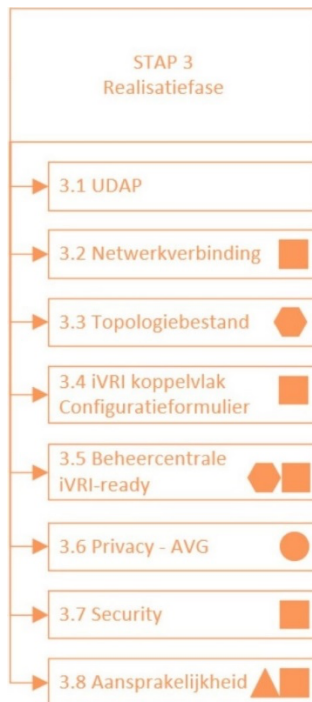 STAP 3
Realisatiefase
3.1 UDAP
3.2 Netwerkverbinding
3.3 Topologiebestand
3.4 iVRI koppelvlak
Configuratieformulier
3.5 Beheercentrale
iVRI-ready
3.6 Privacy - AVG
3.7 Security
3.8 Aansprakelijkheid